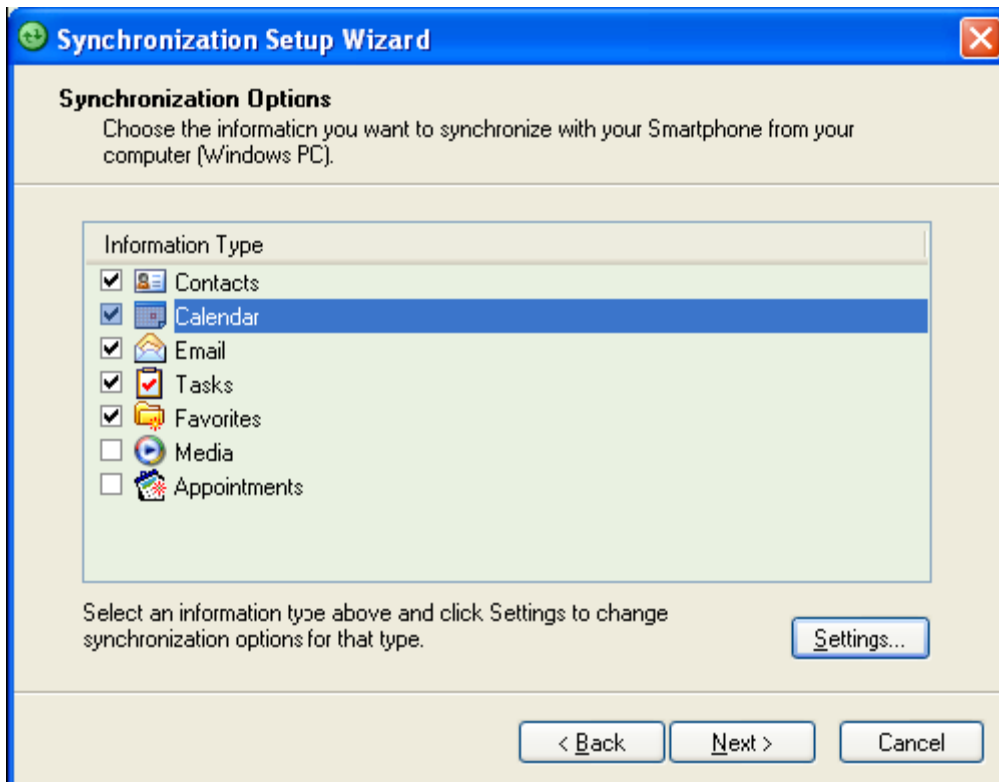 Synchronization Setup Wizard
Synchronization Options
Choose the information you want to synchronize with your Smartphone from your
computer (Windows PC).
Information Type
Contacts
Calendar
Email
Tasks
Favorites
Media
Appointments
Select an information type above and click Settings to change
synchronization options for that type.
Settings...
< Back
Next >
Cancel